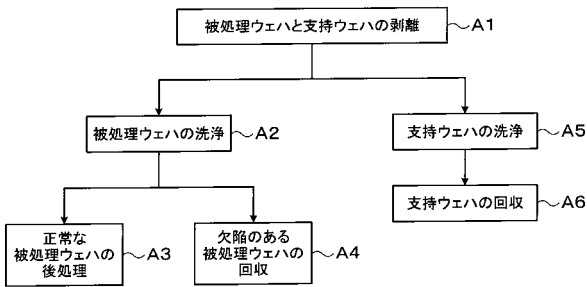 被処理ウェハと支持ウェハの剥離
A1
被処理ウェハの洗浄
A2
支持ウェハの洗浄
A5
支持ウェハの回収
A6
正常な
被処理ウェハの
後処理
A3
欠陥のある
被処理ウェハの
回収
A4